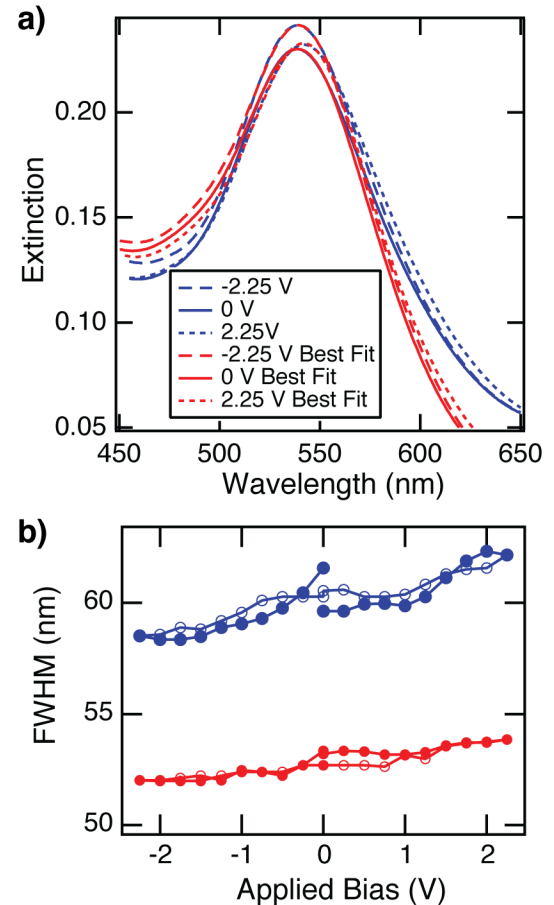 a)
Extinction
0.20
0.15
0.10
0.05
-2.25 V
0 V
2.25V
-2.25 V Best Fit
0 V Best Fit
2.25 V Best Fit
450 500 550 600 650
Wavelength (nm)
b)
FWHM (nm)
60
55
50
-2 -1 0 1 2
Applied Bias (V)